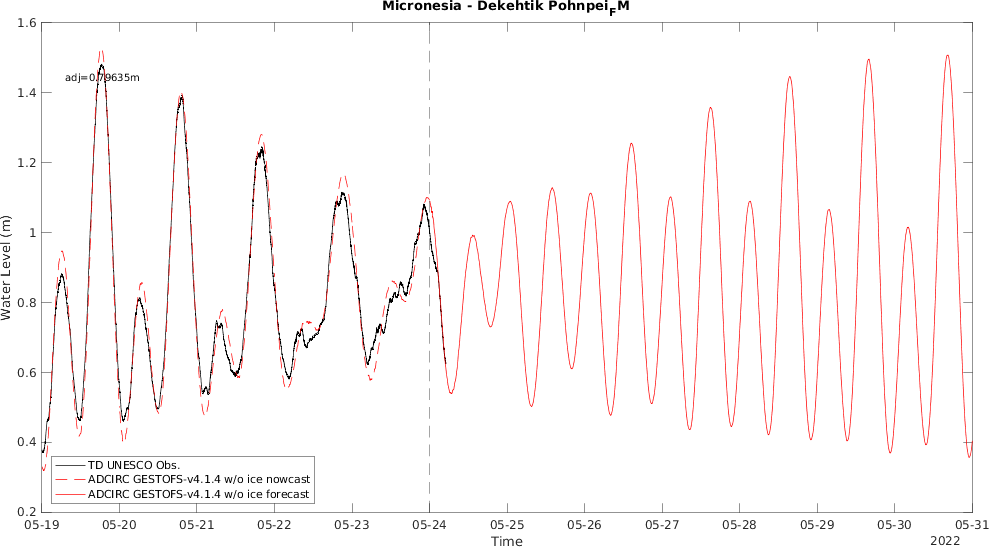 Micronesia - Dekehtik Pohnpei,FM
1.6
1.4
1.2
1
0.8
0.6
0.4
0.2
Water Level (m)
adj=0.79635m
TD UNESCO Obs.
ADCIRC GESTOFS-v4.1.4 w/o ice nowcast
ADCIRC GESTOFS-v4.1.4 w/o ice forecast
05-19 05-20 05-21 05-22 05-23 05-24 05-25 05-26 05-27 05-28 05-29 05-30 05-31
Time
2022